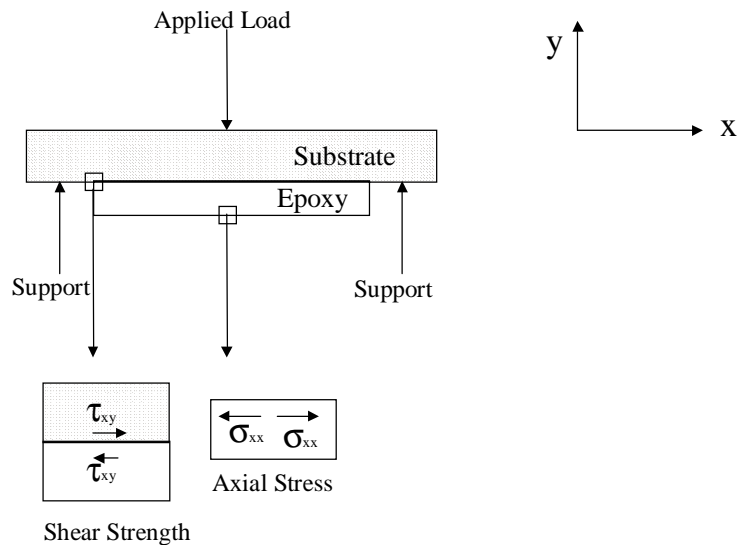 Applied Load
y
x
Substrate
Epoxy
Support
Support
τxy
τxy
σxx σxx
Axial Stress
Shear Strength